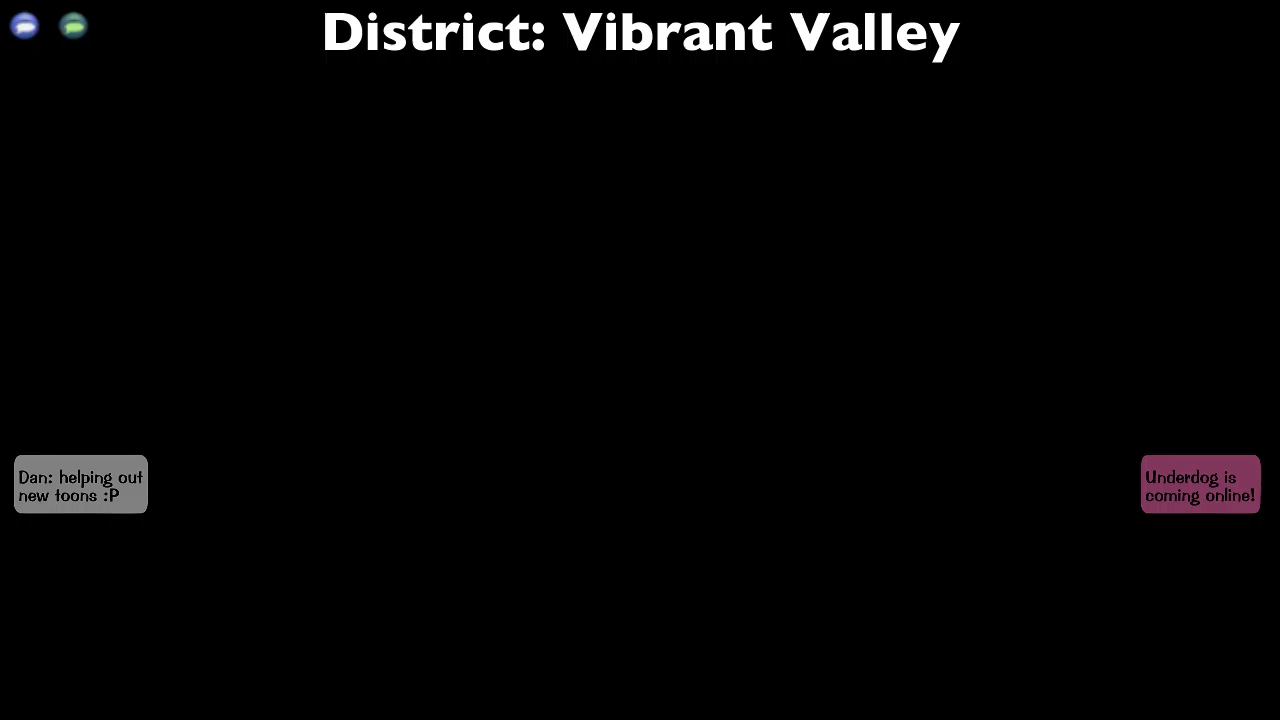 District: Vibrant Valley
Dan: helping out
new toons :P
Underdog is
coming online!